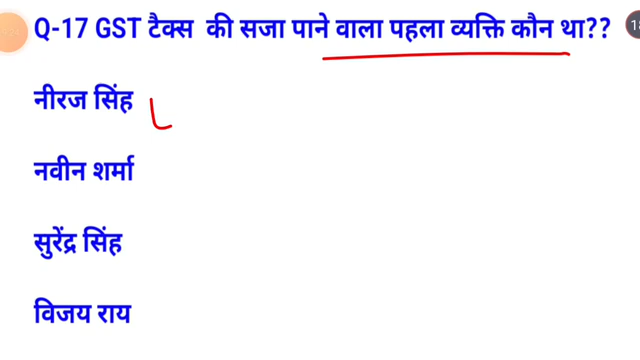 Q-17 GST टैक्स की सजा पाने वाला पहला व्यक्ति कौन था??
नीरज सिंह
नवीन शर्मा
सुरेंद्र सिंह
विजय राय